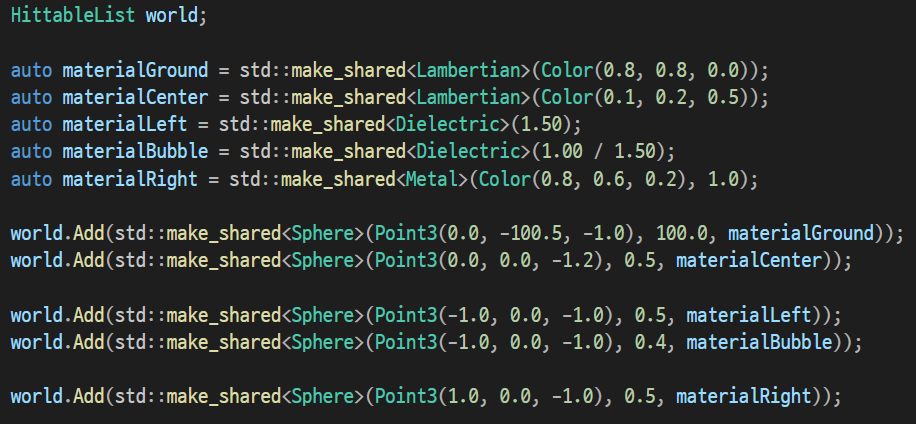 HittableList world;
auto materialGround = std::make_shared<Lambertian>(Color(0.8, 0.8, 0.0));
auto materialCenter = std::make_shared<Lambertian>(Color(0.1, 0.2, 0.5));
auto materialLeft = std::make_shared<Dielectric>(1.50);
auto materialBubble = std::make_shared<Dielectric>(1.00 / 1.50);
auto materialRight = std::make_shared<Metal>(Color(0.8, 0.6, 0.2), 1.0);
world.Add(std::make_shared<Sphere>(Point3(0.0, -100.5, -1.0), 100.0, materialGround));
world.Add(std::make_shared<Sphere>(Point3(0.0, 0.0, -1.2), 0.5, materialCenter));
world.Add(std::make_shared<Sphere>(Point3(-1.0, 0.0, -1.0), 0.5, materialLeft));
world.Add(std::make_shared<Sphere>(Point3(-1.0, 0.0, -1.0), 0.4, materialBubble));
world.Add(std::make_shared<Sphere>(Point3(1.0, 0.0, -1.0), 0.5, materialRight));